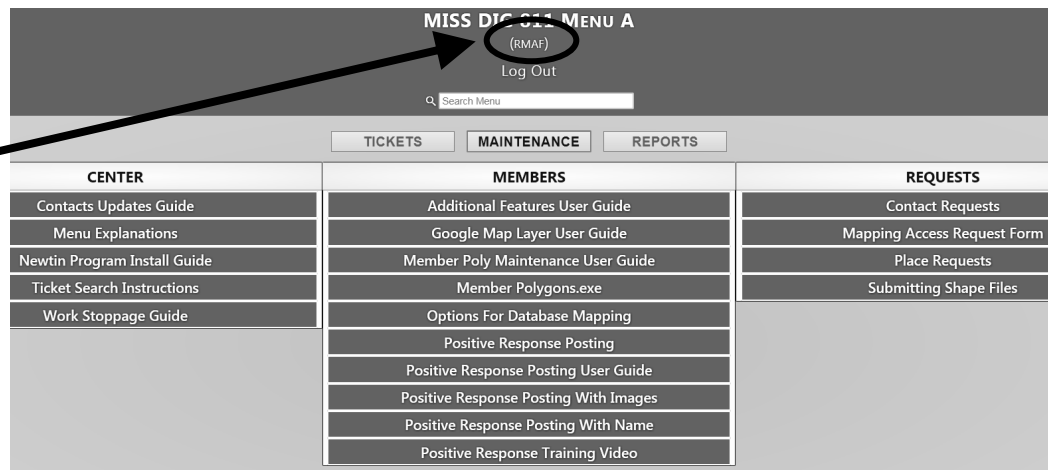 MISS DIG 811 MENU A
(RMAF)
Log Out
Search Menu
TICKETS MAINTENANCE REPORTS
CENTER
Contacts Updates Guide
Menu Explanations
Newtin Program Install Guide
Ticket Search Instructions
Work Stoppage Guide
MEMBERS
Additional Features User Guide
Google Map Layer User Guide
Member Poly Maintenance User Guide
Member Polygons.exe
Options For Database Mapping
Positive Response Posting
Positive Response Posting User Guide
Positive Response Posting With Images
Positive Response Posting With Name
Positive Response Training Video
REQUESTS
Contact Requests
Mapping Access Request Form
Place Requests
Submitting Shape Files